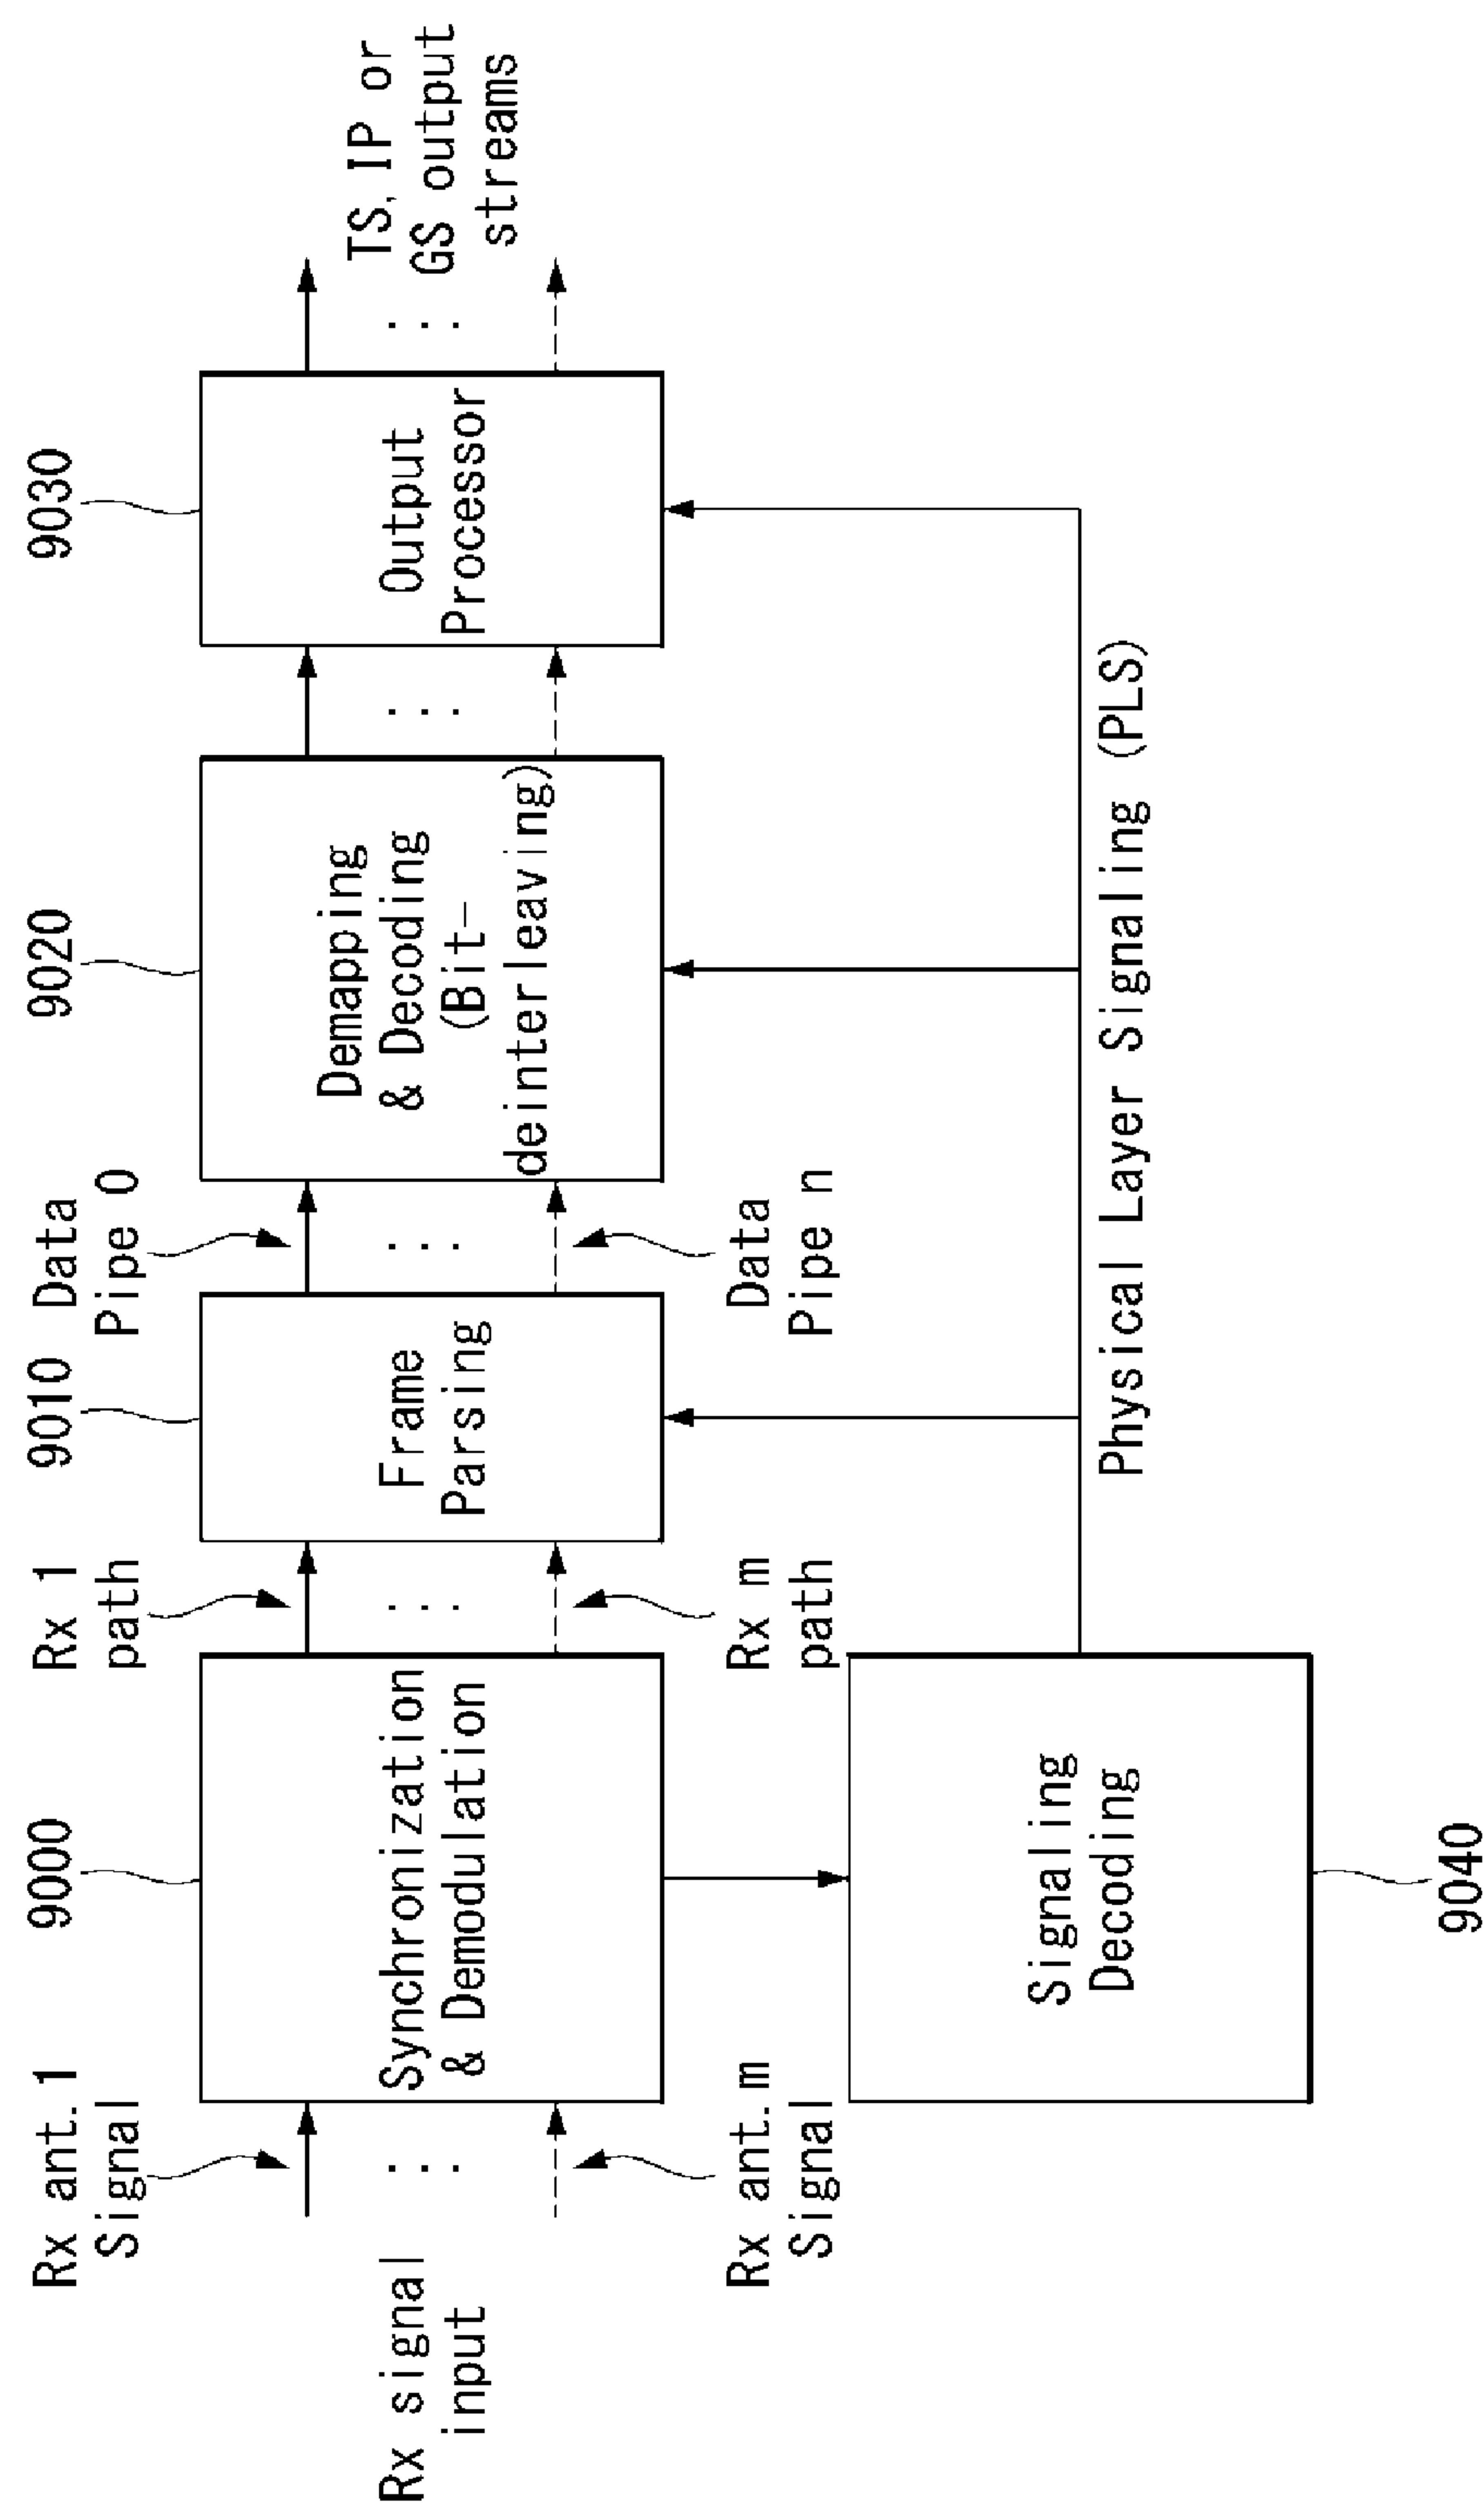 9000
9010
9020
9030
Rx ant.1
Signal
Rx 1
path
Data
Pipe 0
Rx signal
input
Synchronization
& Demodulation
Frame
Parsing
Demapping
& Decoding
(Bit-
deinterleaving)
Output
Processor
TS, IP or
GS output
streams
Rx ant.m
Signal
Rx m
path
Data
Pipe n
Signaling
Decoding
Physical Layer Signaling (PLS)
9040